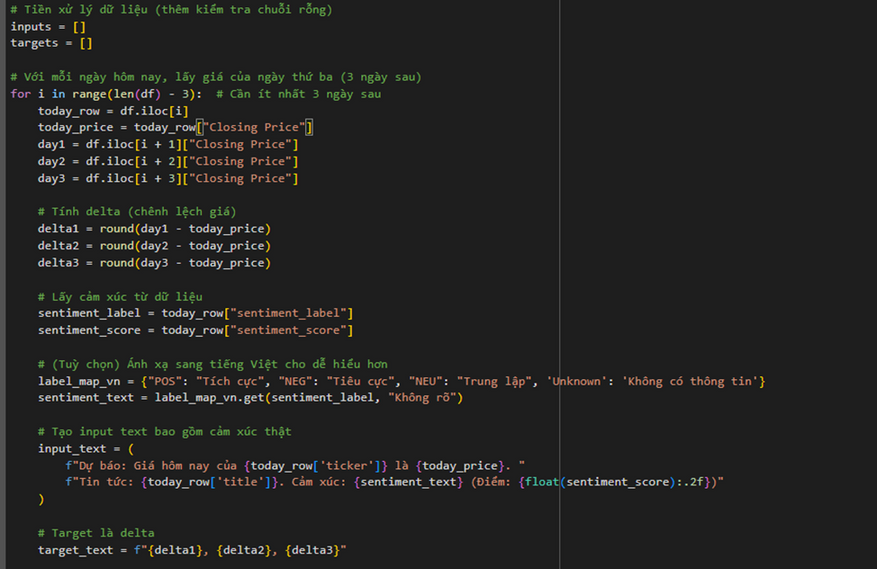 # Tiền xử lý dữ liệu (thêm kiểm tra chuỗi rỗng)
inputs = []
targets = []
# Với mỗi ngày hôm nay, lấy giá của ngày thứ ba (3 ngày sau)
for i in range(len(df) - 3):  # Cần ít nhất 3 ngày sau
    today_row = df.iloc[i]
    today_price = today_row["Closing Price"]
    day1 = df.iloc[i + 1]["Closing Price"]
    day2 = df.iloc[i + 2]["Closing Price"]
    day3 = df.iloc[i + 3]["Closing Price"]
    # Tính delta (chênh lệch giá)
    delta1 = round(day1 - today_price)
    delta2 = round(day2 - today_price)
    delta3 = round(day3 - today_price)
    # Lấy cảm xúc từ dữ liệu
    sentiment_label = today_row["sentiment_label"]
    sentiment_score = today_row["sentiment_score"]
    # (Tuỳ chọn) Ánh xạ sang tiếng Việt cho dễ hiểu hơn
    label_map_vn = {"POS": "Tích cực", "NEG": "Tiêu cực", "NEU": "Trung lập", 'Unknown': 'Không có thông tin'}
    sentiment_text = label_map_vn.get(sentiment_label, "Không rõ")
    # Tạo input text bao gồm cảm xúc thật
    input_text = (
        f"Dự báo: Giá hôm nay của {today_row['ticker']} là {today_price}. "
        f"Tin tức: {today_row['title']}. Cảm xúc: {sentiment_text} (Điểm: {float(sentiment_score):.2f})"
    )
    # Target là delta
    target_text = f"{delta1}, {delta2}, {delta3}"